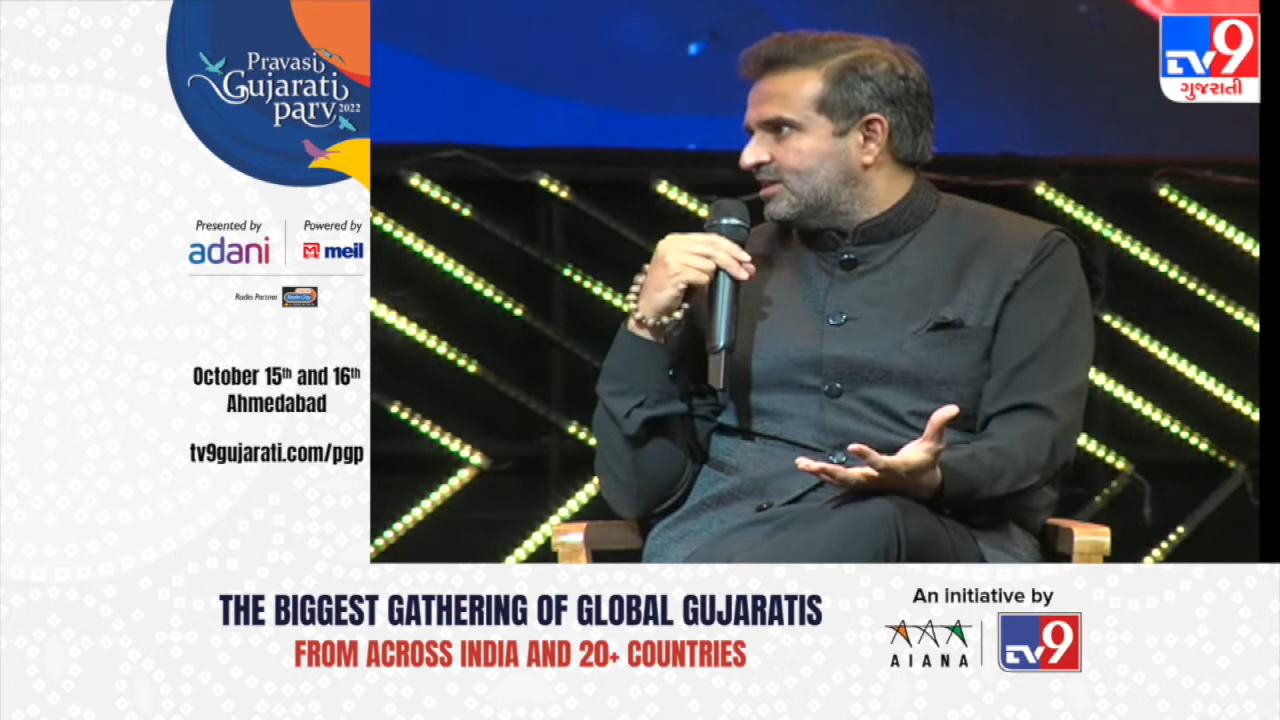 Pravasi
Gujarati
parv 2022
Presented by
adani
Powered by
meil
Radio Partner
Radio City
October 15th and 16th
Ahmedabad
tv9gujarati.com/pgp
TV9
ગુજરાતી
THE BIGGEST GATHERING OF GLOBAL GUJARATIS
FROM ACROSS INDIA AND 20+ COUNTRIES
An initiative by
AIANA
TV9